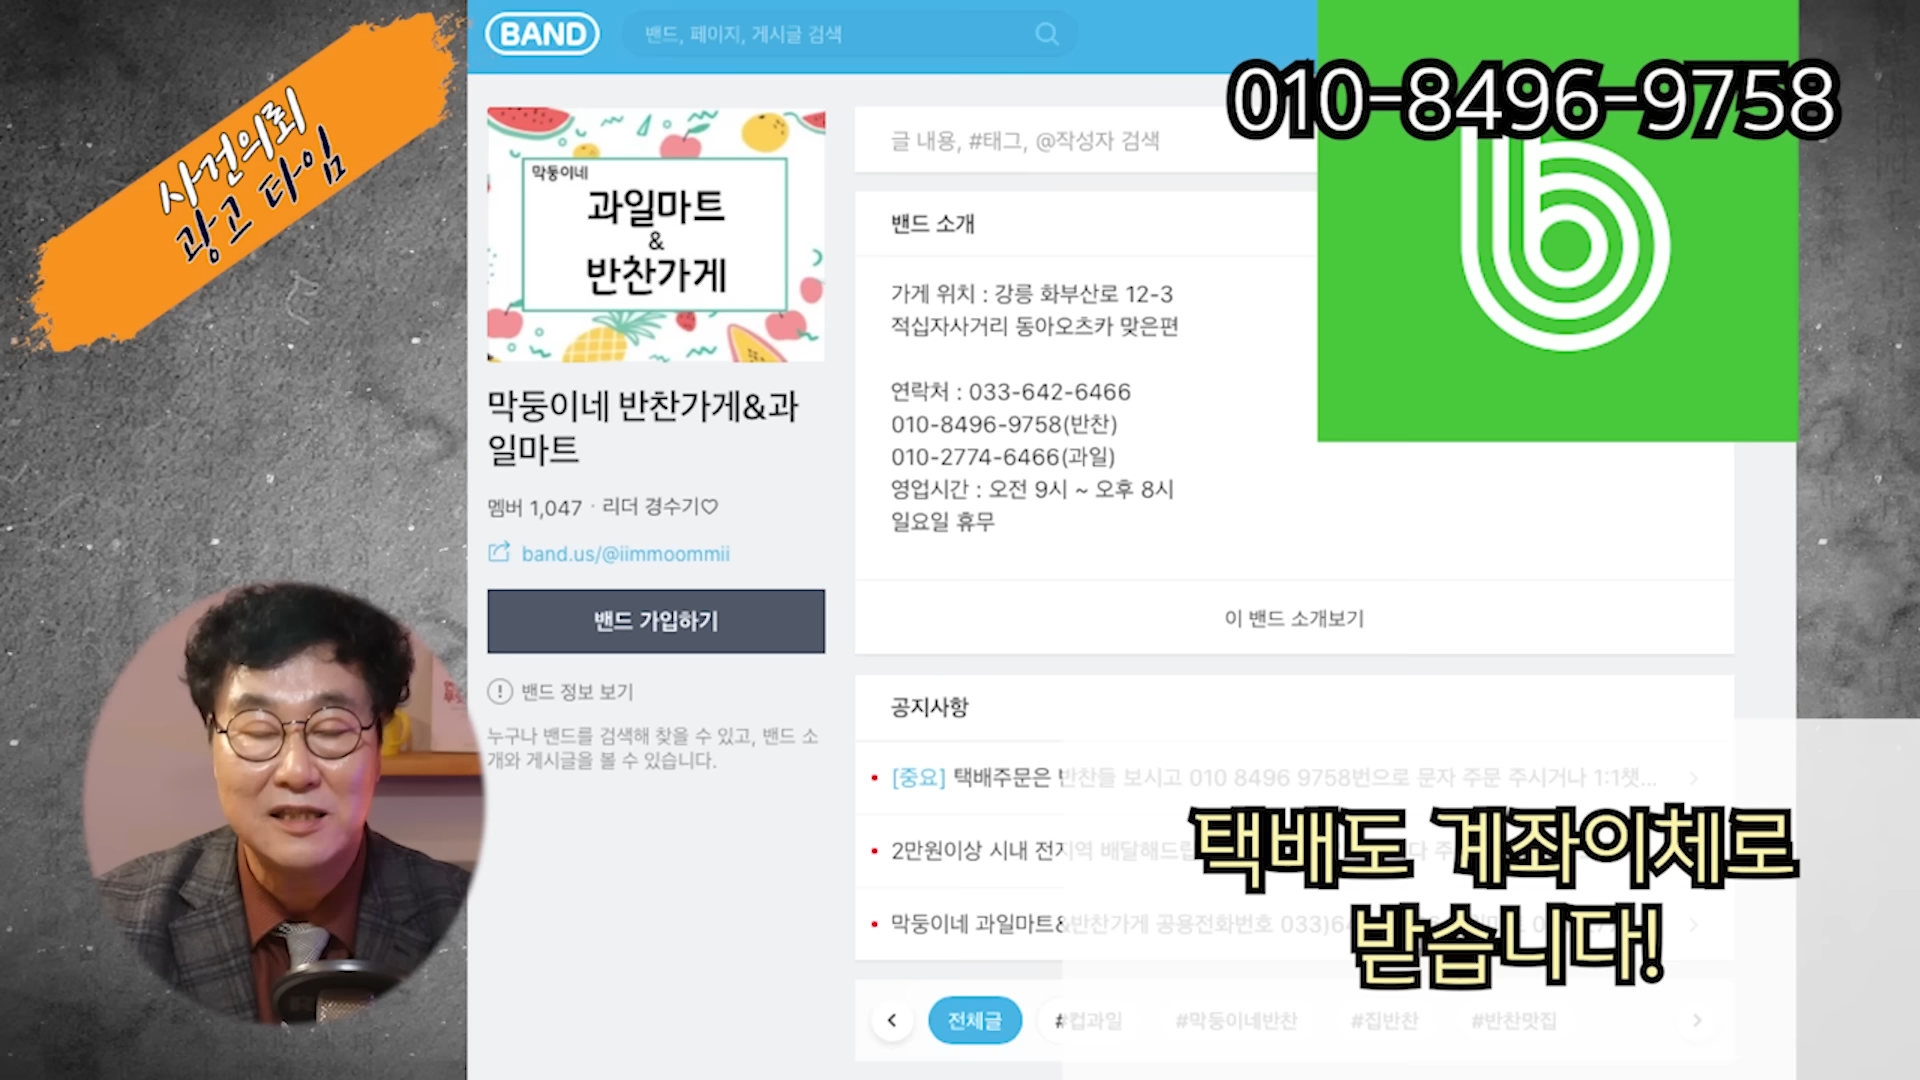 사건의뢰
광고 타임
BAND
밴드, 페이지, 게시글 검색
010-8496-9758
막둥이네
과일마트
&
반찬가게
막둥이네 반찬가게&과
일마트
멤버 1,047 · 리더 경수기♡
band.us/@iimmoommii
밴드 가입하기
밴드 정보 보기
누구나 밴드를 검색해 찾을 수 있고, 밴드 소
개와 게시글을 볼 수 있습니다.
글 내용, #태그, @작성자 검색
밴드 소개
가게 위치 : 강릉 화부산로 12-3
적십자사거리 동아오츠카 맞은편
연락처 : 033-642-6466
010-8496-9758(반찬)
010-2774-6466(과일)
영업시간 : 오전 9시 ~ 오후 8시
일요일 휴무
이 밴드 소개보기
공지사항
[중요] 택배주문은 반찬들 보시고 010 8496 9758번으로 문자 주문 주시거나 1:1챗...
2만원이상 시내 전지역
막둥이네 과일마트&반찬가게 공용전화번호
택배도 계좌이체로
받습니다!
전체글 #컵과일 #막둥이네반찬 #집반찬 #반찬맛집